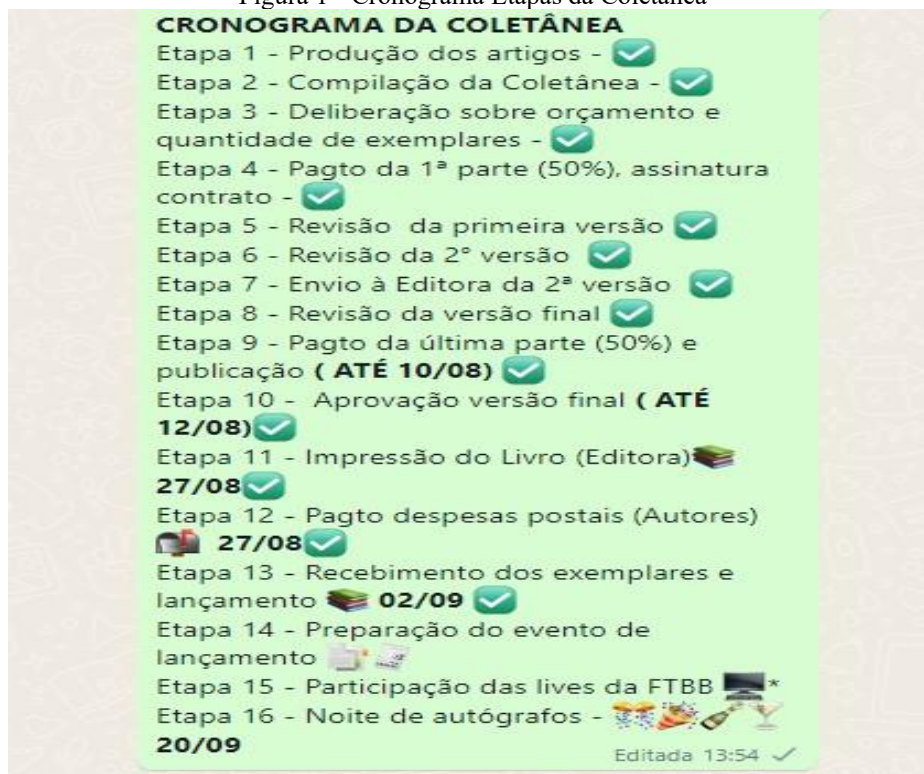 Figura 1 - Cronograma Etapas da Coletânea
CRONOGRAMA DA COLETÂNEA
Etapa 1 - Produção dos artigos - ✅
Etapa 2 - Compilação da Coletânea - ✅
Etapa 3 - Deliberação sobre orçamento e
quantidade de exemplares - ✅
Etapa 4 - Pagto da 1ª parte (50%), assinatura
contrato - ✅
Etapa 5 - Revisão  da primeira versão ✅
Etapa 6 - Revisão da 2° versão  ✅
Etapa 7 - Envio à Editora da 2ª versão  ✅
Etapa 8 - Revisão da versão final ✅
Etapa 9 - Pagto da última parte (50%) e
publicação ( ATÉ 10/08) ✅
Etapa 10 -  Aprovação versão final ( ATÉ
12/08)✅
Etapa 11 - Impressão do Livro (Editora)📚
27/08✅
Etapa 12 - Pagto despesas postais (Autores)
📬 27/08✅
Etapa 13 - Recebimento dos exemplares e
lançamento 📚 02/09 ✅
Etapa 14 - Preparação do evento de
lançamento
Etapa 15 - Participação das lives da FTBB 🖥*
Etapa 16 - Noite de autógrafos - 🎊🎉🍾🍸
20/09
Editada 13:54 ✓